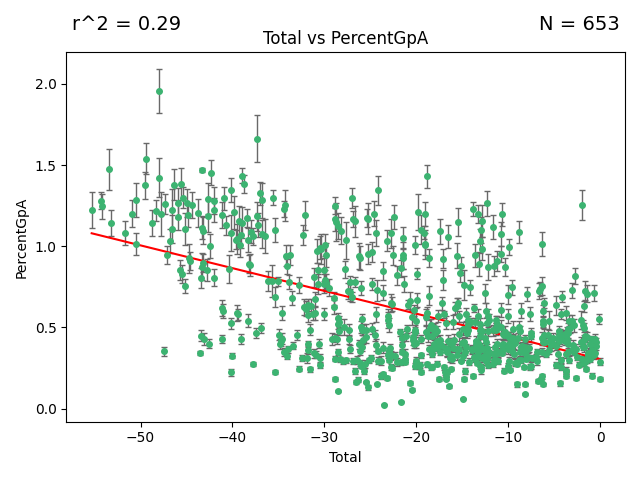 r^2 = 0.29
N = 653
Total vs PercentGpA
PercentGpA
2.0
1.5
1.0
0.5
0.0
−50
−40
−30
−20
−10
0
Total